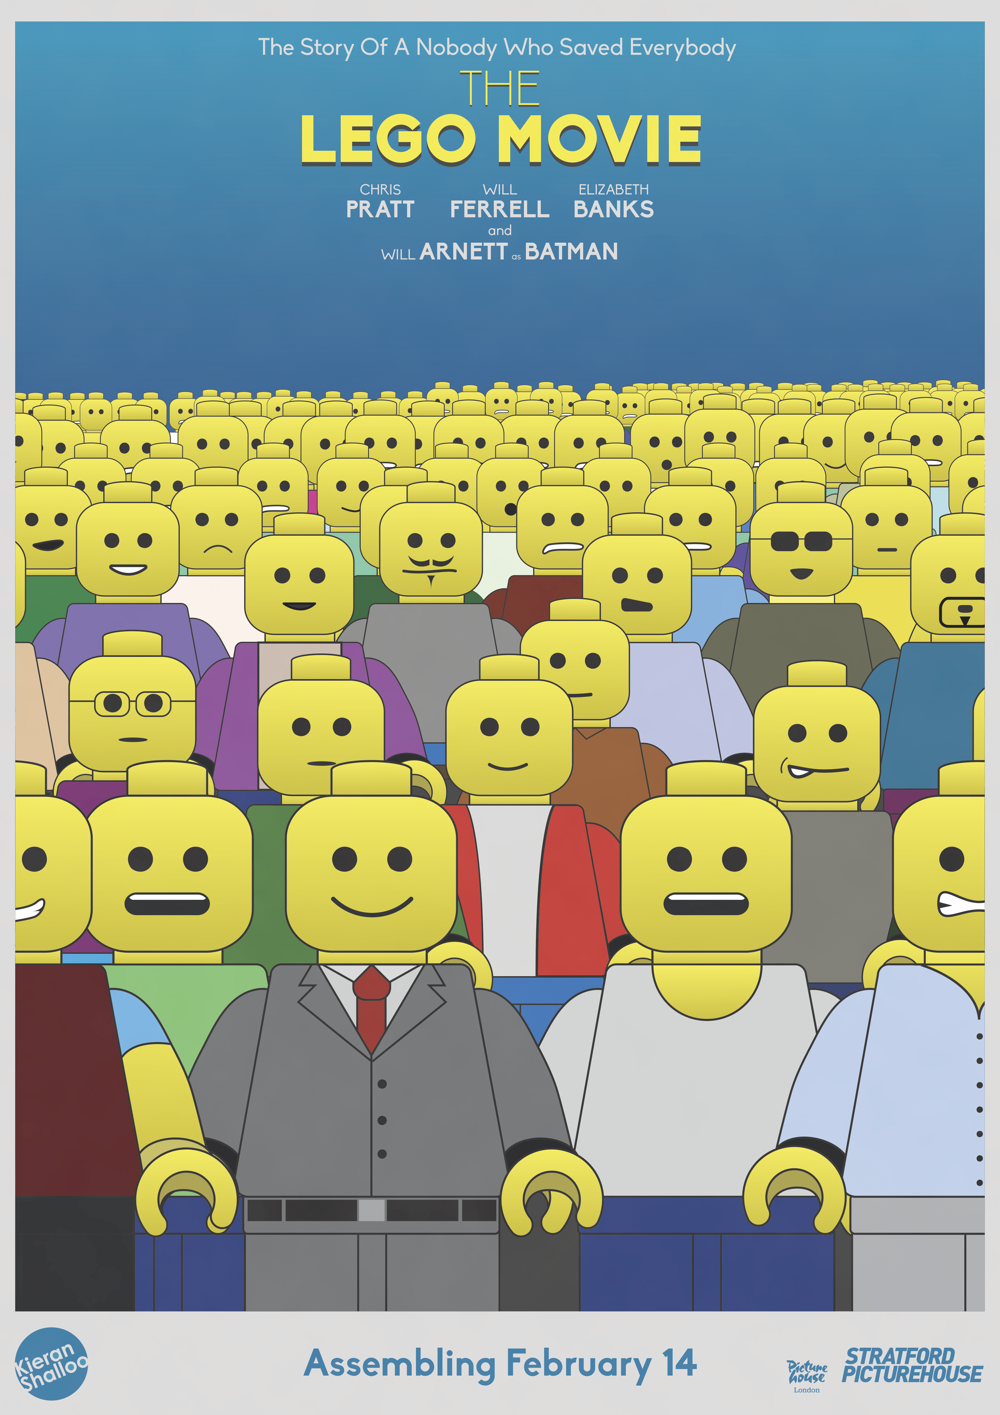 The Story Of A Nobody Who Saved Everybody
THE
LEGO MOVIE
CHRIS PRATT WILL FERRELL ELIZABETH BANKS
and
WILL ARNETT as BATMAN
Kieran
Shalloo
Assembling February 14
Picture
house
London
STRATFORD
PICTUREHOUSE